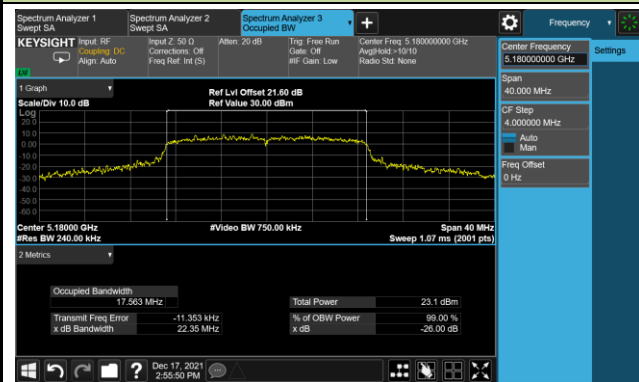 Spectrum Analyzer 1
Swept SA
Spectrum Analyzer 2
Swept SA
Spectrum Analyzer 3
Occupied BW
Frequency
KEYSIGHT
Input: RF
Coupling: DC
Align: Auto
Input Z: 50 Ω
Corrections: Off
Freq Ref: Int (S)
Atten: 20 dB
Trig: Free Run
Gate: Off
#IF Gain: Low
Center Freq: 5.180000000 GHz
Avg|Hold:>10/10
Radio Std: None
Center Frequency
5.180000000 GHz
Settings
Span
40.000 MHz
CF Step
4.000000 MHz
Auto
Man
Freq Offset
0 Hz
1 Graph
Scale/Div 10.0 dB
Ref Lvl Offset 21.60 dB
Ref Value 30.00 dBm
Log
20.0
10.0
0.00
-10.0
-20.0
-30.0
-40.0
-50.0
-60.0
Center 5.18000 GHz
#Video BW 750.00 kHz
Span 40 MHz
#Res BW 240.00 kHz
Sweep 1.07 ms (2001 pts)
2 Metrics
Occupied Bandwidth
17.563 MHz
Total Power
23.1 dBm
Transmit Freq Error
-11.353 kHz
% of OBW Power
99.00 %
x dB Bandwidth
22.35 MHz
x dB
-26.00 dB
?
Dec 17, 2021
2:55:50 PM